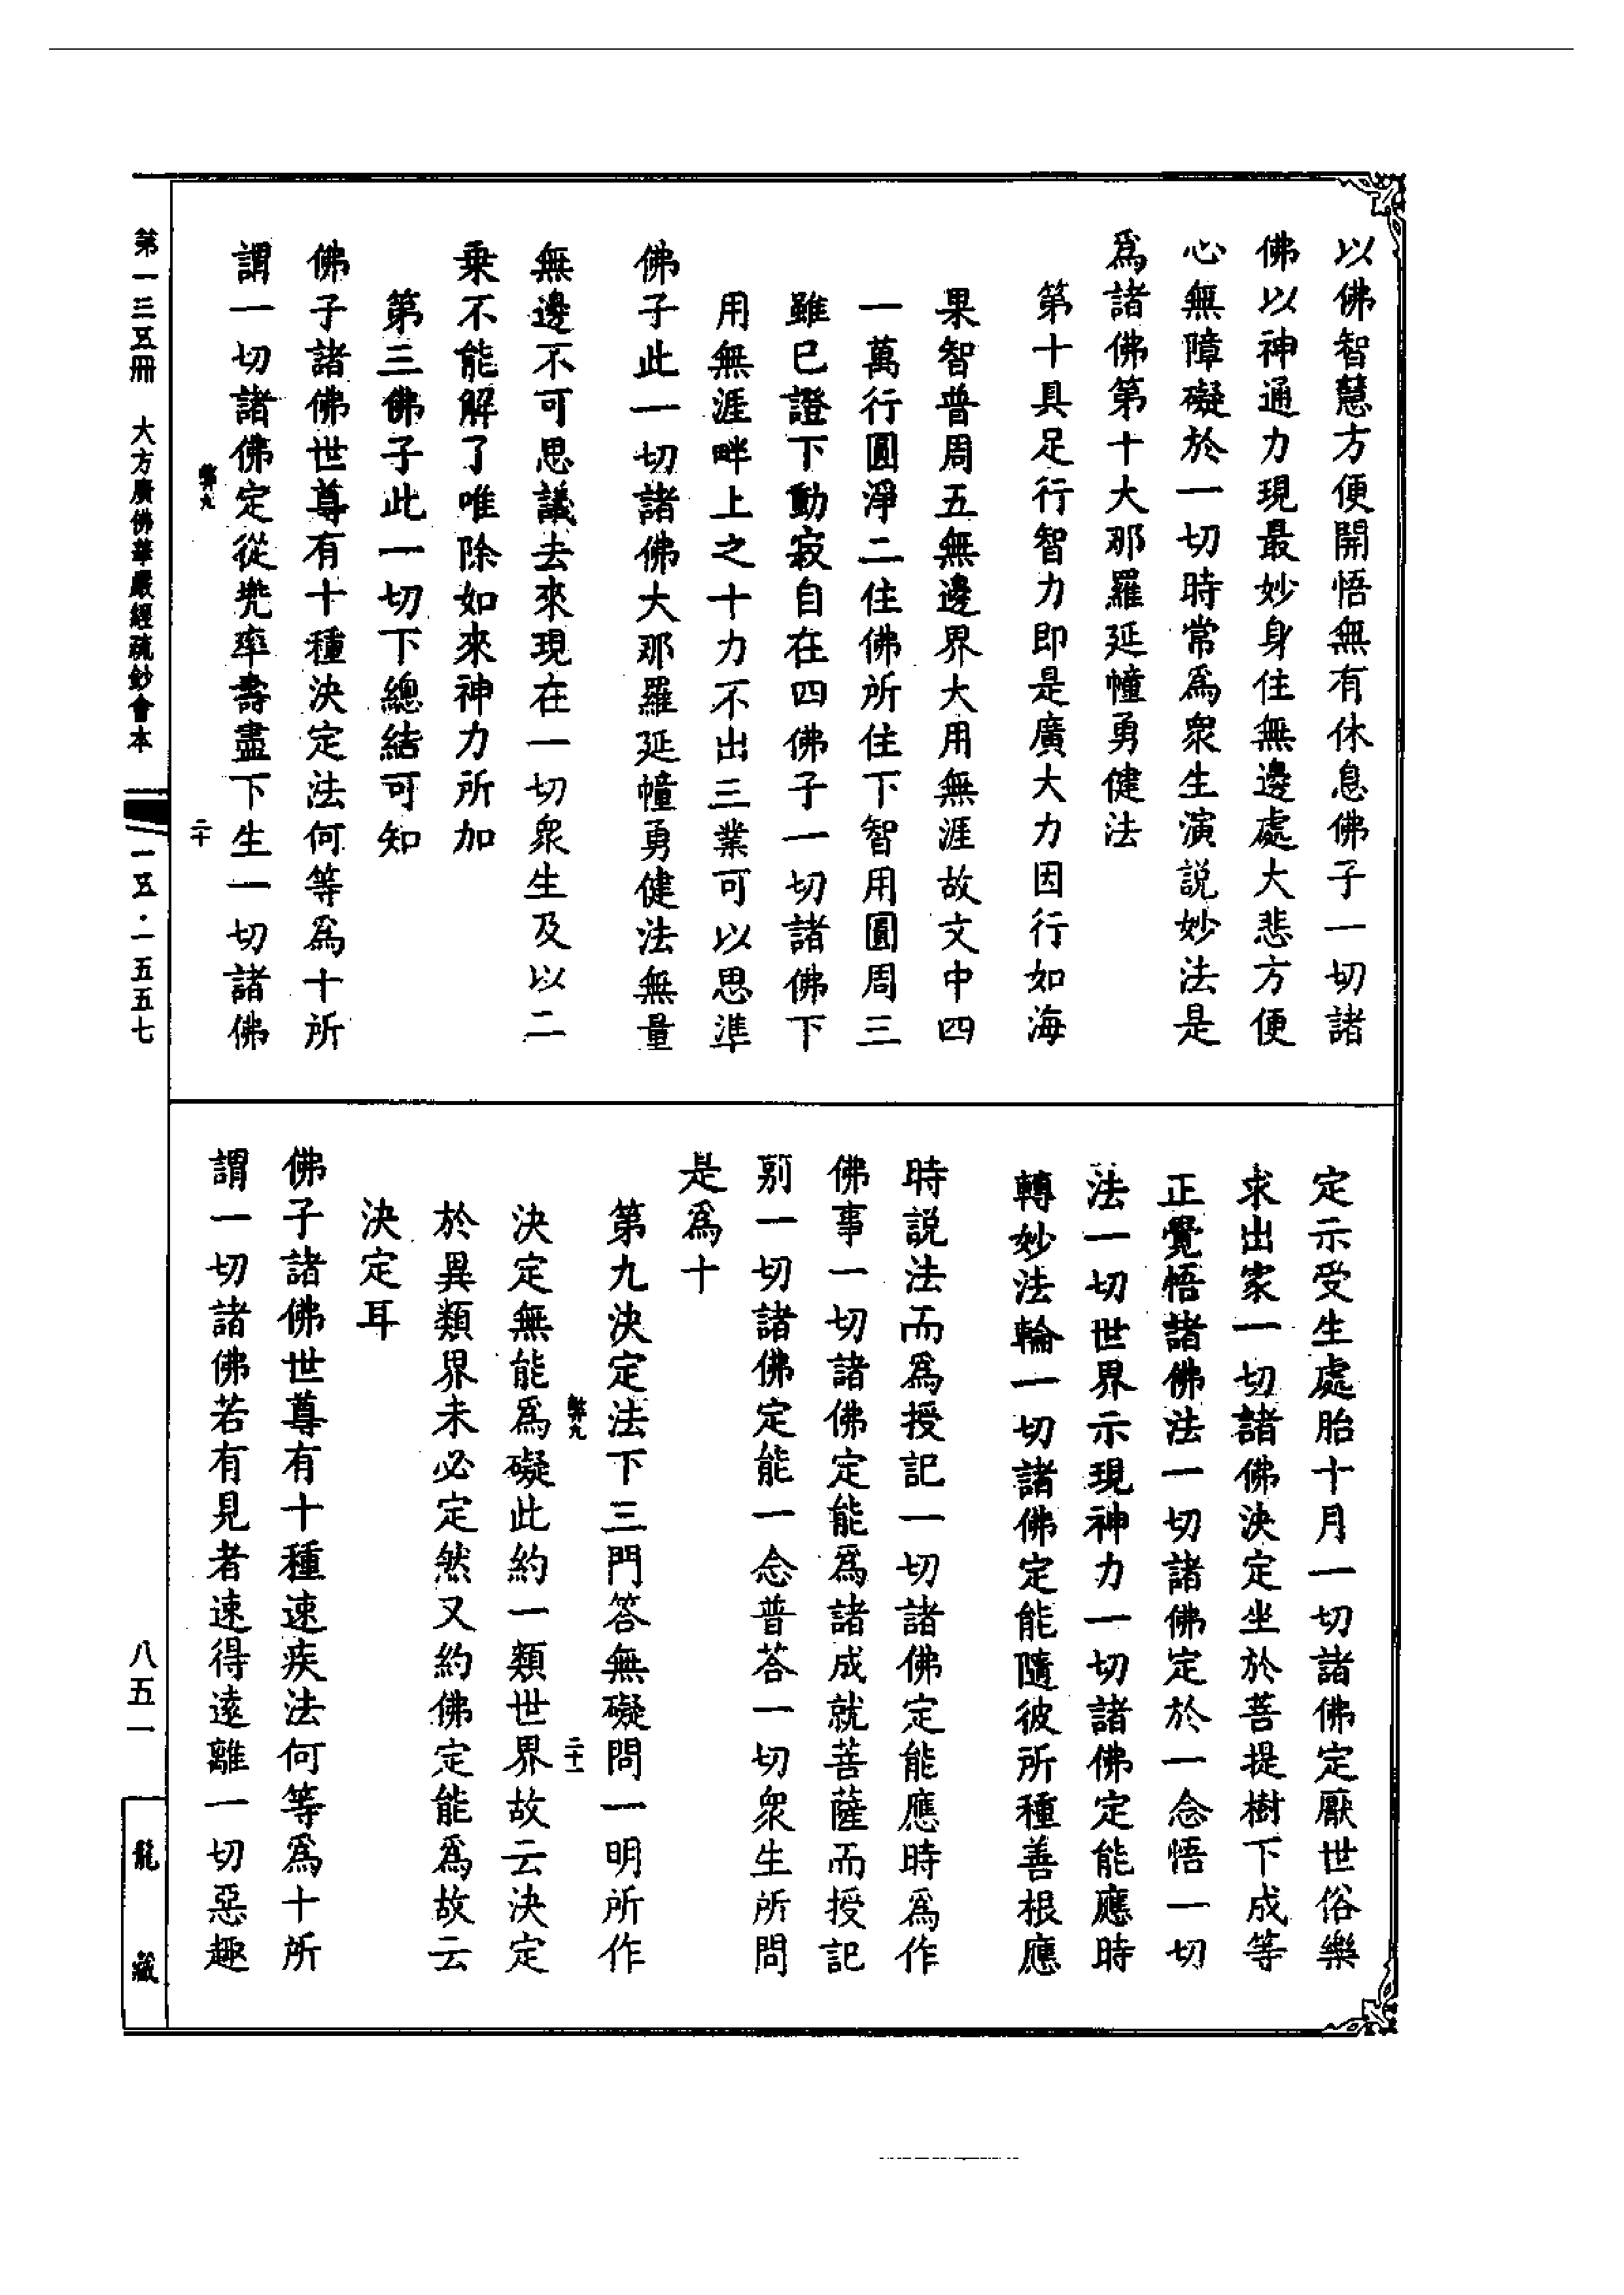 以佛智慧方便開悟無有休息佛子一切諸
佛以神通力現最妙身住無邊處大悲方便
心無障礙於一切時常爲衆生演説妙法是
爲諸佛第十大那羅延幢勇健法
第十具足行智力即是廣大力因行如海
果智普周五無邊界大用無涯故文中四
一萬行圓淨二住佛所住下智用圓周三
雖已證下動寂自在四佛子一切諸佛下
用無涯畔上之十力不出三業可以思準
佛子此一切諸佛大那羅延幢勇健法無量
無邊不可思議去來現在一切衆生及以二
乘不能解了唯除如來神力所加
第三佛子此一切下總結可知
佛子諸佛世尊有十種決定法何等爲十所
謂一切諸佛定從兜率壽盡下生一切諸佛
弊九
二十
定示受生處胎十月一切諸佛定厭世俗樂
求出家一切諸佛決定坐於菩提樹下成等
正覺悟諸佛法一切諸佛定於一念悟一切
法一切世界示現神力一切諸佛定能應時
轉妙法輪一切諸佛定能隨彼所種善根應
時説法而爲授記一切諸佛定能應時爲作
佛事一切諸佛定能爲諸成就菩薩而授記
別一切諸佛定能一念普荅一切衆生所問
是爲十
第九決定法下三門答無礙問一明所作
弊九
二十一
決定無能爲礙此約一類世界故云決定
於異類界未必定然又約佛定能爲故云
決定耳
佛子諸佛世尊有十種速疾法何等爲十所
謂一切諸佛若有見者速得遠離一切惡趣
第一三五冊
大方廣佛華嚴經疏鈔會本
一五·一五五七
八五一
龍藏